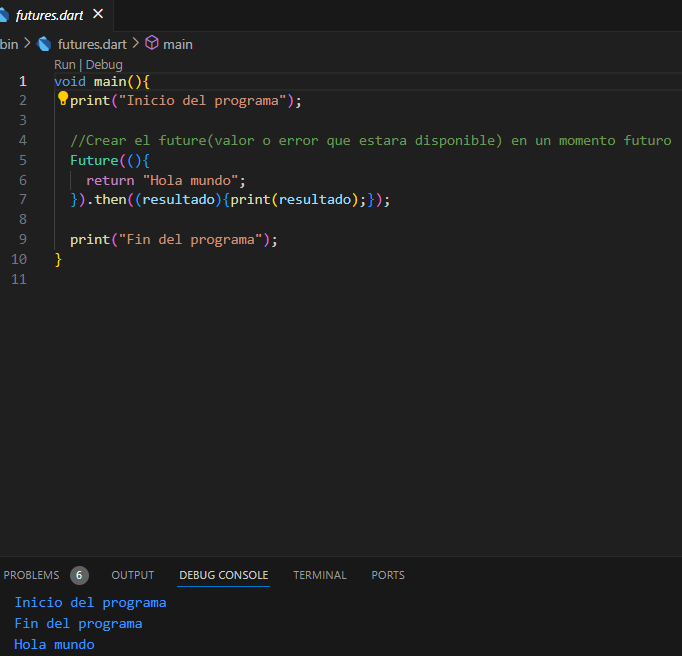 futures.dart
bin > futures.dart > main
Run | Debug
1 void main(){
2 print("Inicio del programa");
3
4 //Crear el future(valor o error que estara disponible) en un momento futuro
5 Future((){
6 return "Hola mundo";
7 }).then((resultado){print(resultado);});
8
9 print("Fin del programa");
10 }
11
PROBLEMS 6 OUTPUT DEBUG CONSOLE TERMINAL PORTS
Inicio del programa
Fin del programa
Hola mundo